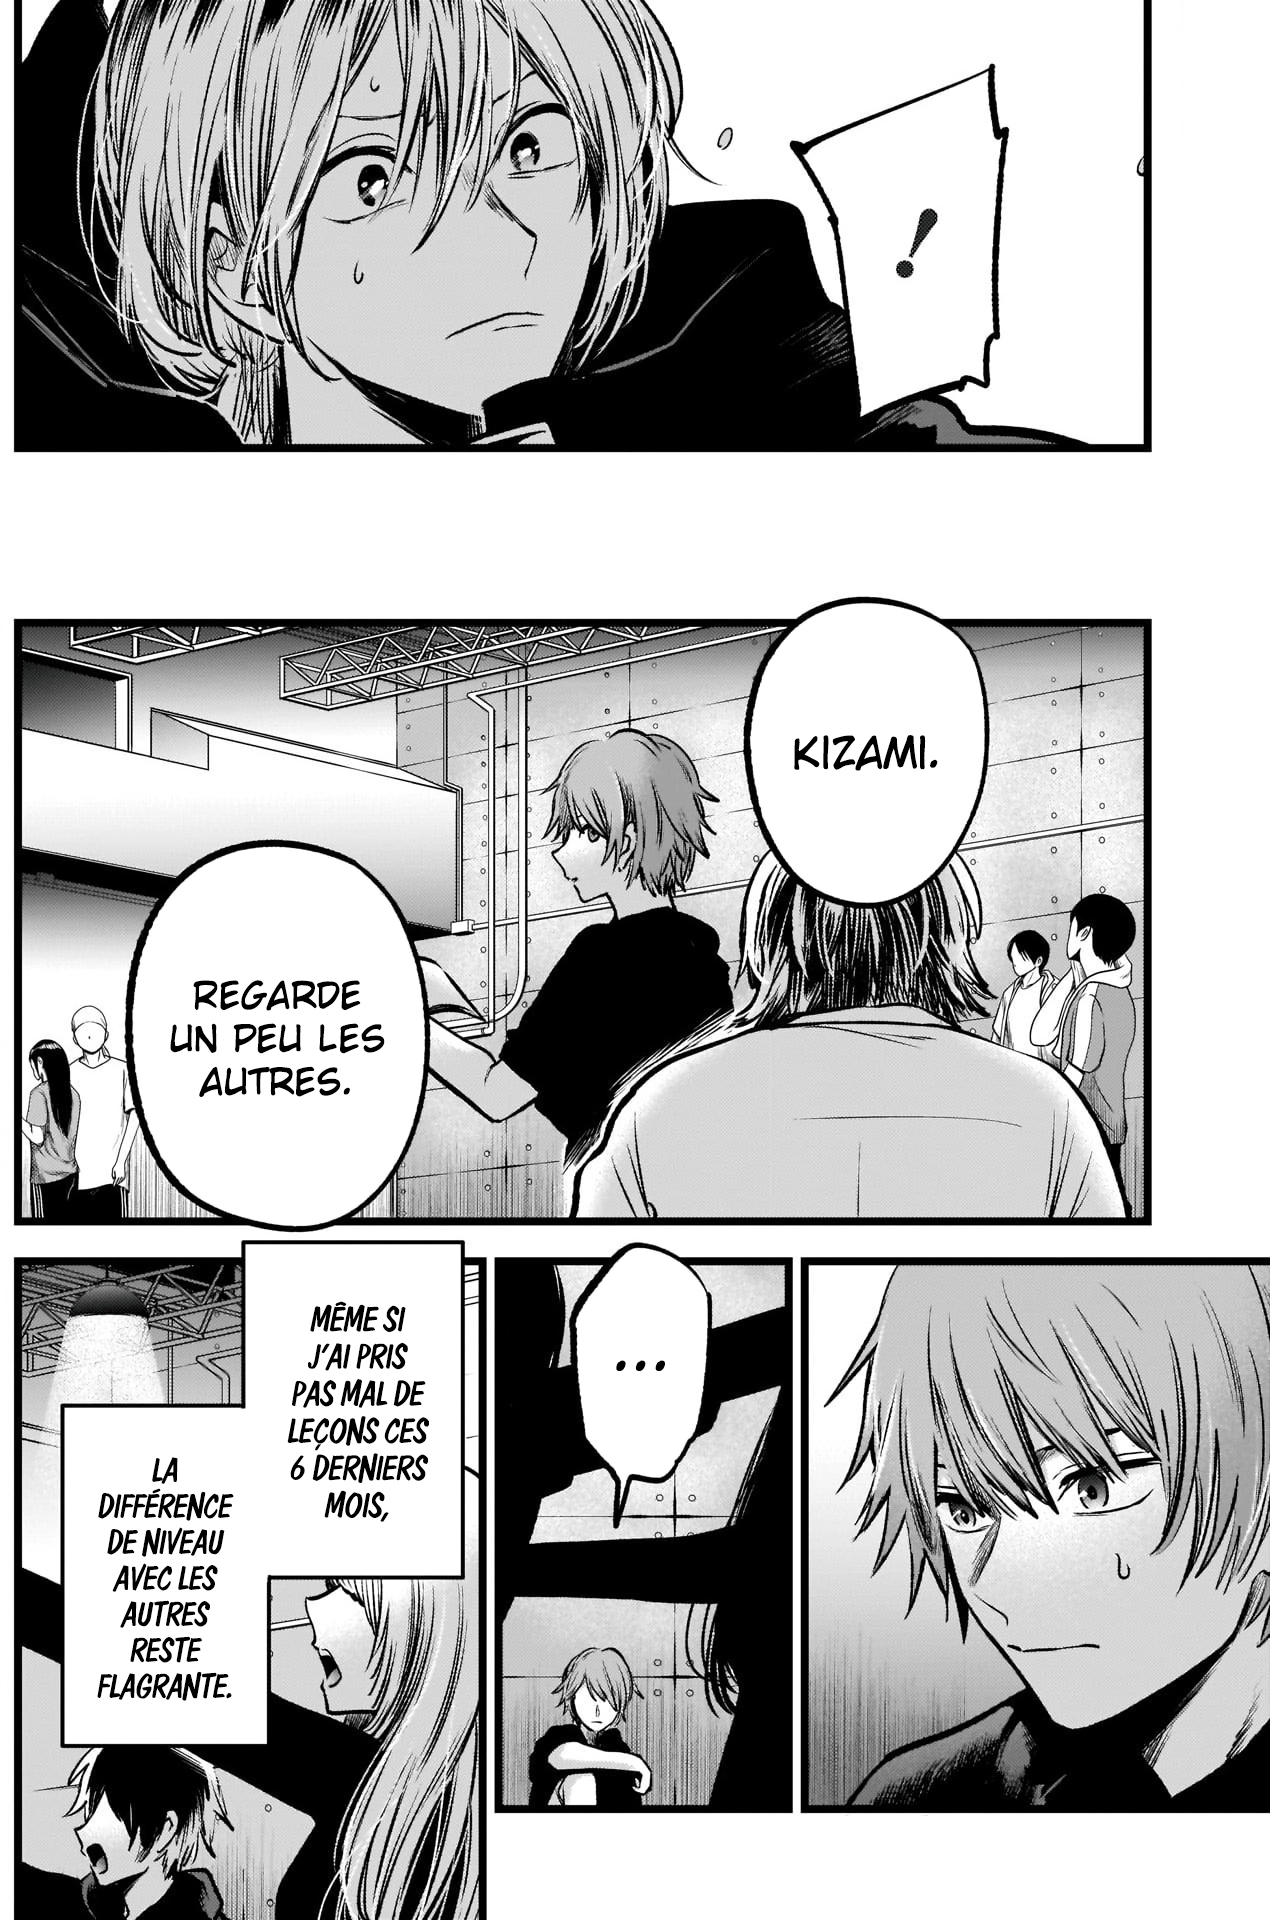 !
KIZAMI.
REGARDE
UN PEU LES
AUTRES.
...
MÊME SI
J'AI PRIS
PAS MAL DE
LEÇONS CES
6 DERNIERS
MOIS,
LA
DIFFÉRENCE
DE NIVEAU
AVEC LES
AUTRES
RESTE
FLAGRANTE.